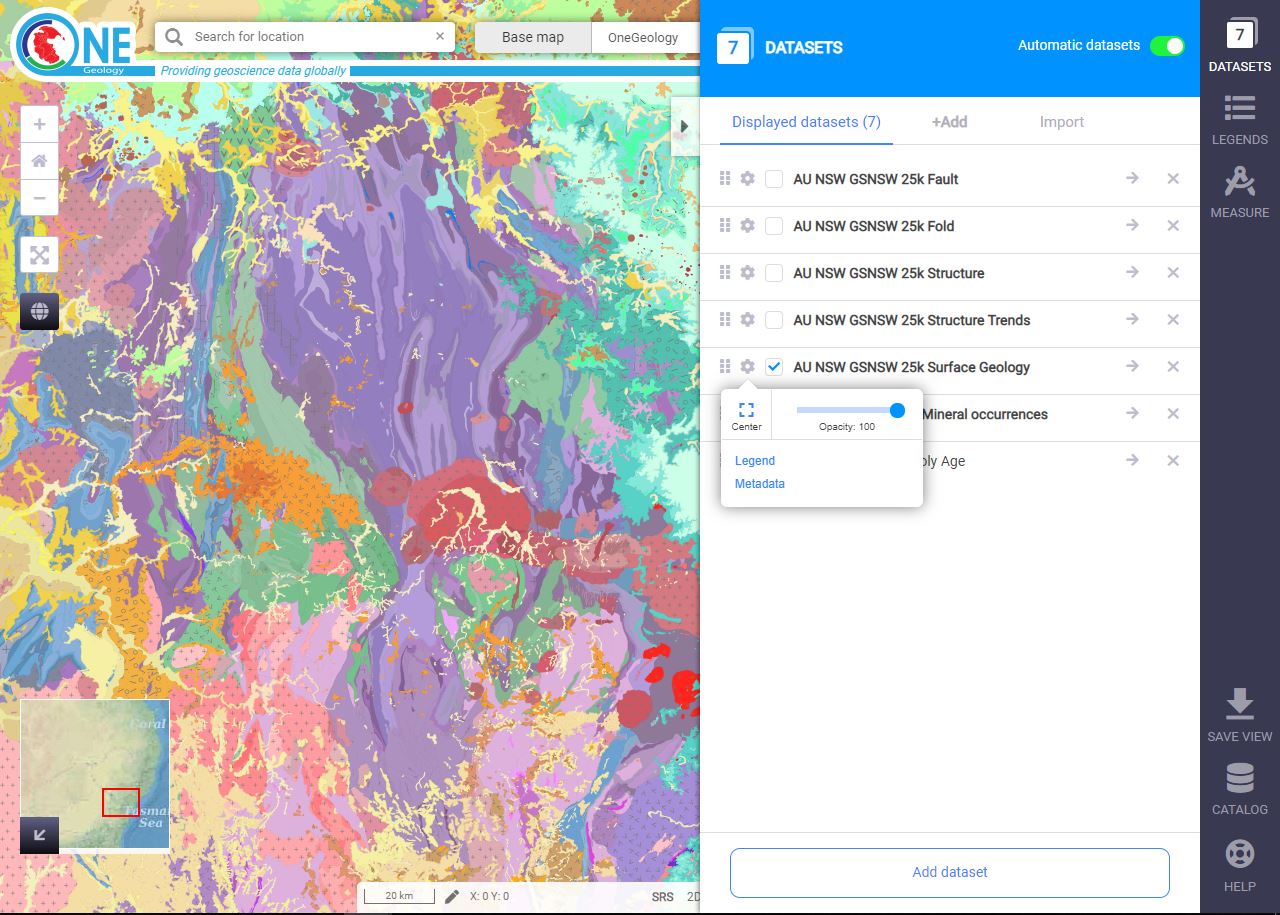 ONE
Geology
Providing geoscience data globally
Search for location
Base map
OneGeology
7
DATASETS
Automatic datasets
Displayed datasets (7)
+Add
Import
AU NSW GSNSW 25k Fault
AU NSW GSNSW 25k Fold
AU NSW GSNSW 25k Structure
AU NSW GSNSW 25k Structure Trends
AU NSW GSNSW 25k Surface Geology
Mineral occurrences
Age
Center
Opacity: 100
Legend
Metadata
Add dataset
7
DATASETS
LEGENDS
MEASURE
SAVE VIEW
CATALOG
HELP
Coral
Tasma
Sea
20 km
X: 0 Y: 0
SRS
2D